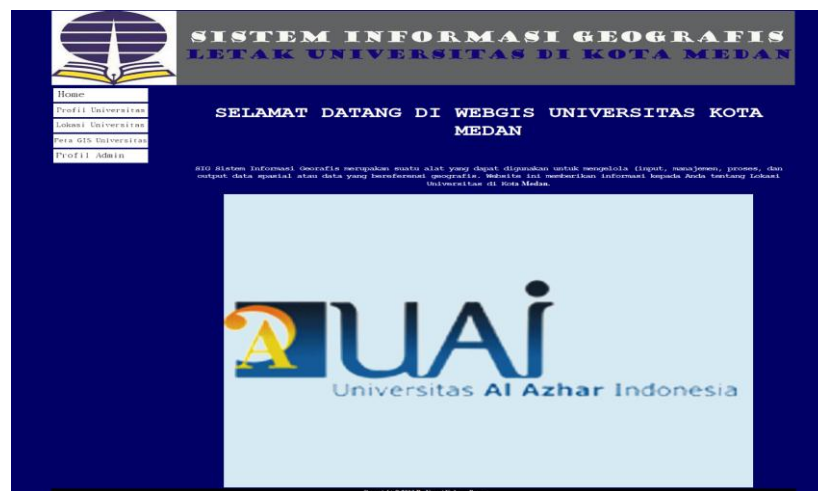 SISTEM INFORMASI GEOGRAFIS
LETAK UNIVERSITAS DI KOTA MEDAN
Home
Profil Universitas
Lokasi Universitas
Peta GIS Universitas
Profil Admin
SELAMAT DATANG DI WEBGIS UNIVERSITAS KOTA
MEDAN
SIG Sistem Informasi Georafis merupakan suatu alat yang dapat digunakan untuk mengelola (input, manajemen, proses, dan
output data spasial atau data yang bereferensi geografis. Website ini memberikan informasi kepada Anda tentang Lokasi
Universitas di Kota Medan.
A UAI
Universitas Al Azhar Indonesia